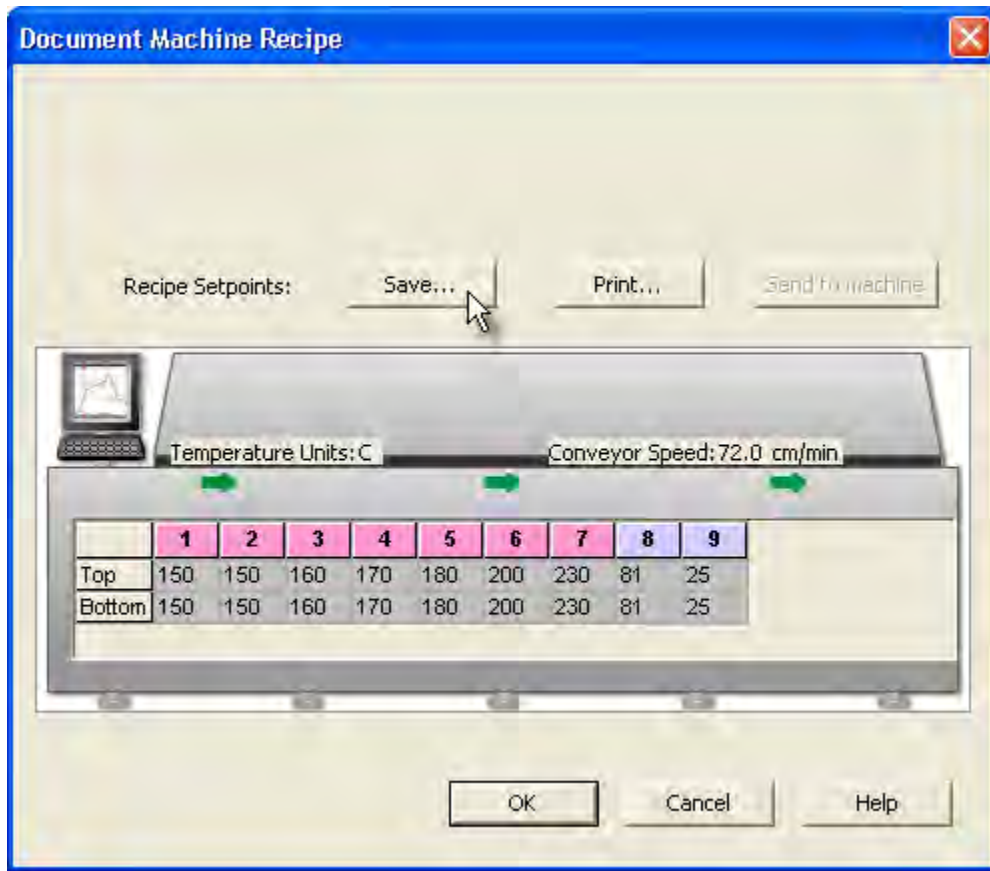 Document Machine Recipe
Recipe Setpoints: Save... Print... Send to machine
Temperature Units: C Conveyor Speed: 72.0 cm/min
1 2 3 4 5 6 7 8 9
Top 150 150 160 170 180 200 230 81 25
Bottom 150 150 160 170 180 200 230 81 25
OK Cancel Help